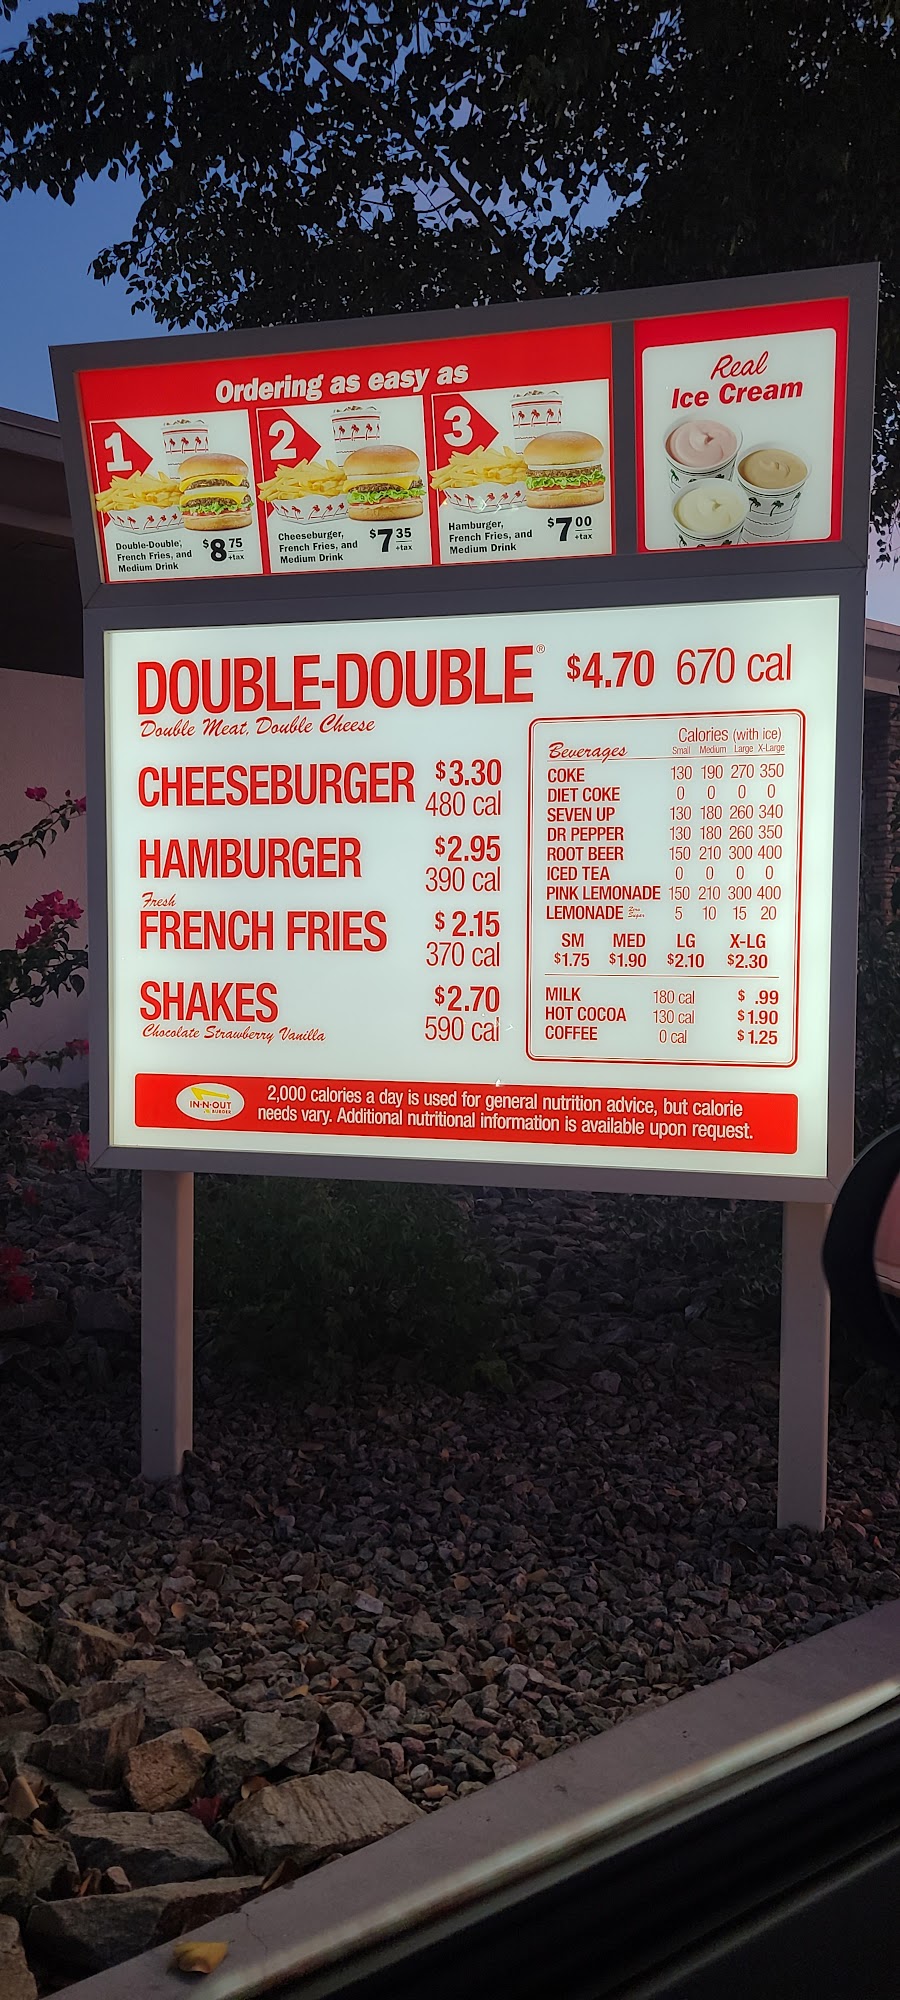 Ordering as easy as
1
Double-Double®,
French Fries, and
Medium Drink
$8 75
+tax
2
Cheeseburger,
French Fries, and
Medium Drink
$7 35
+tax
3
Hamburger,
French Fries, and
Medium Drink
$7 00
+tax
Real
Ice Cream
DOUBLE-DOUBLE® $4.70 670 cal
Double Meat, Double Cheese
CHEESEBURGER $3.30
480 cal
HAMBURGER $2.95
390 cal
Fresh
FRENCH FRIES $2.15
370 cal
SHAKES $2.70
Chocolate Strawberry Vanilla 590 cal
Beverages Calories (with ice)
Small Medium Large X-Large
COKE 130 190 270 350
DIET COKE 0 0 0 0
SEVEN UP 130 180 260 340
DR PEPPER 130 180 260 350
ROOT BEER 150 210 300 400
ICED TEA 0 0 0 0
PINK LEMONADE 150 210 300 400
LEMONADE Zero Sugar 5 10 15 20
SM MED LG X-LG
$1.75 $1.90 $2.10 $2.30
MILK 180 cal $ .99
HOT COCOA 130 cal $1.90
COFFEE 0 cal $1.25
IN-N-OUT
BURGER
2,000 calories a day is used for general nutrition advice, but calorie
needs vary. Additional nutritional information is available upon request.